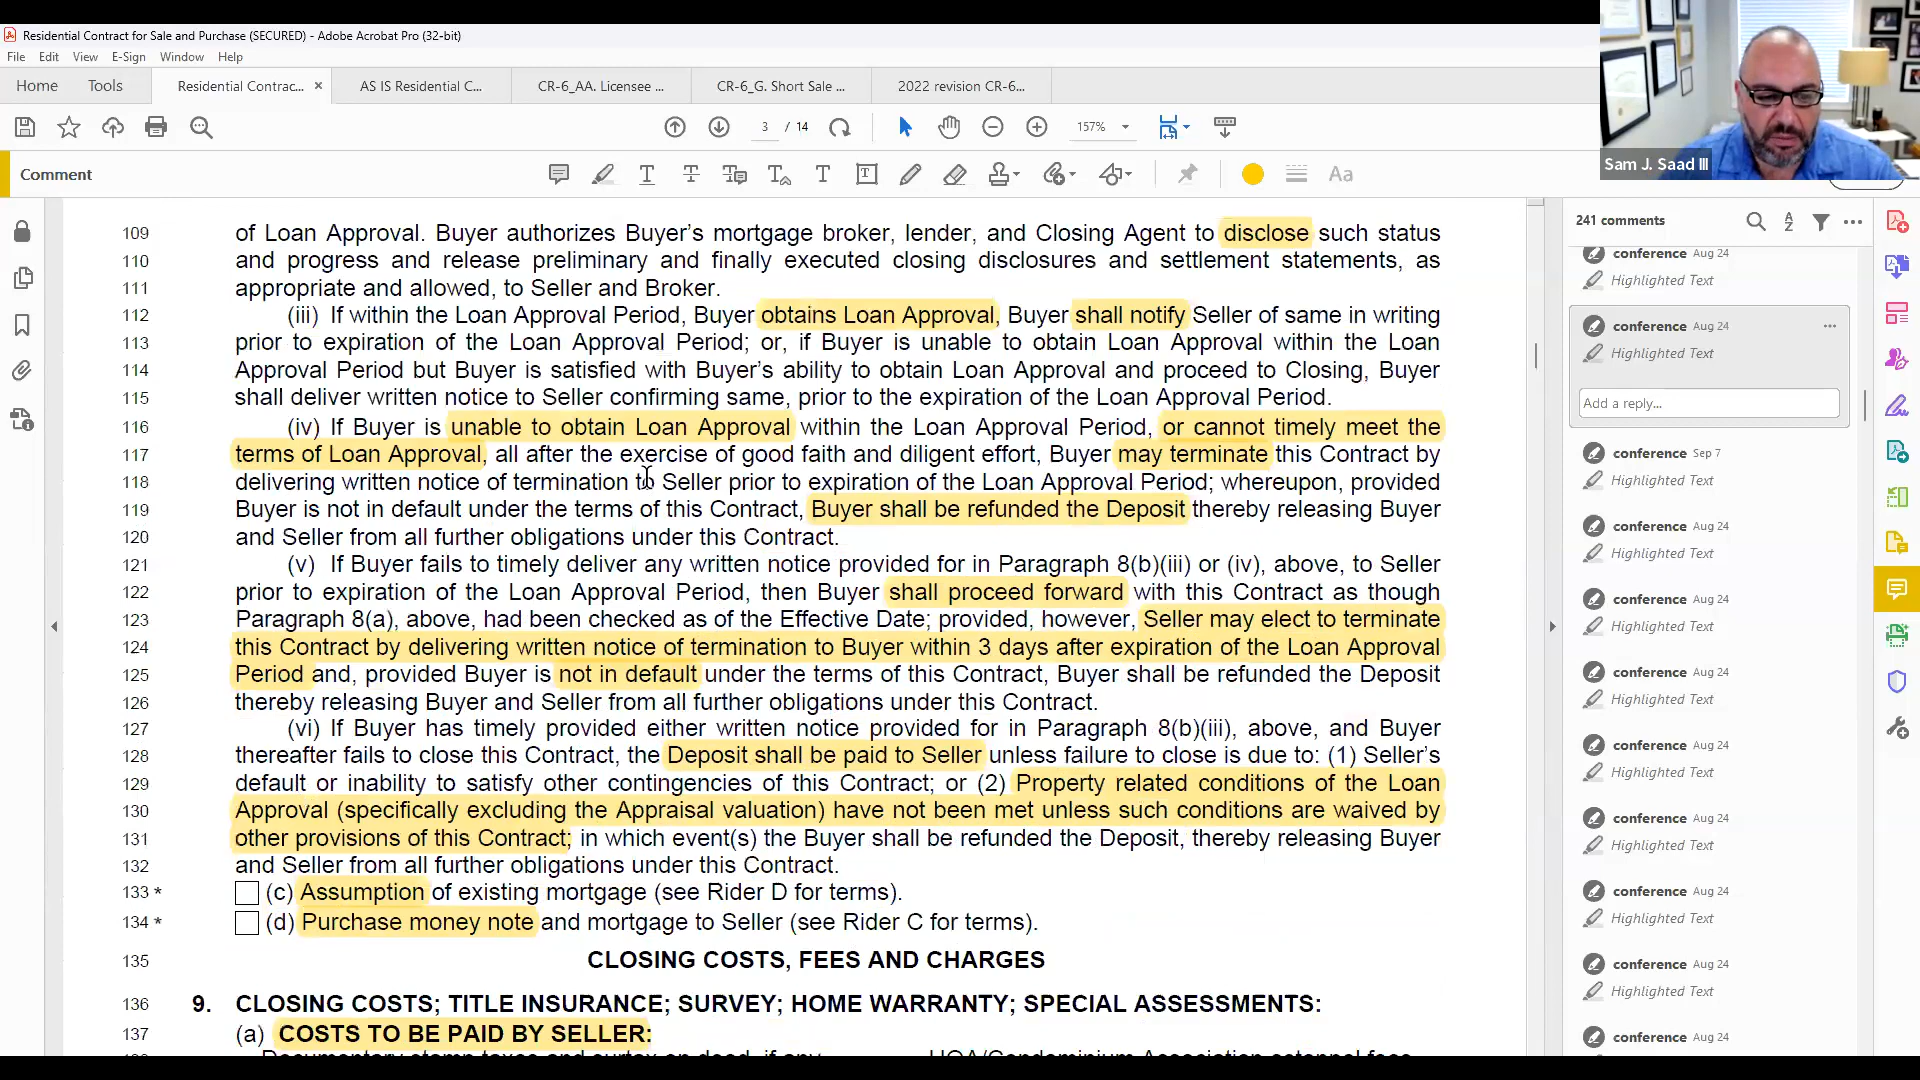 Residential Contract for Sale and Purchase (SECURED) - Adobe Acrobat Pro (32-bit)
File Edit View E-Sign Window Help
Home Tools Residential Contrac... × AS IS Residential C... CR-6_AA. Licensee ... CR-6_G. Short Sale ... 2022 revision CR-6...
3 / 14 157%
Comment
Sam J. Saad III
109 of Loan Approval. Buyer authorizes Buyer's mortgage broker, lender, and Closing Agent to disclose such status
110 and progress and release preliminary and finally executed closing disclosures and settlement statements, as
111 appropriate and allowed, to Seller and Broker.
112 (iii) If within the Loan Approval Period, Buyer obtains Loan Approval, Buyer shall notify Seller of same in writing
113 prior to expiration of the Loan Approval Period; or, if Buyer is unable to obtain Loan Approval within the Loan
114 Approval Period but Buyer is satisfied with Buyer's ability to obtain Loan Approval and proceed to Closing, Buyer
115 shall deliver written notice to Seller confirming same, prior to the expiration of the Loan Approval Period.
116 (iv) If Buyer is unable to obtain Loan Approval within the Loan Approval Period, or cannot timely meet the
117 terms of Loan Approval, all after the exercise of good faith and diligent effort, Buyer may terminate this Contract by
118 delivering written notice of termination to Seller prior to expiration of the Loan Approval Period; whereupon, provided
119 Buyer is not in default under the terms of this Contract, Buyer shall be refunded the Deposit thereby releasing Buyer
120 and Seller from all further obligations under this Contract.
121 (v) If Buyer fails to timely deliver any written notice provided for in Paragraph 8(b)(iii) or (iv), above, to Seller
122 prior to expiration of the Loan Approval Period, then Buyer shall proceed forward with this Contract as though
123 Paragraph 8(a), above, had been checked as of the Effective Date; provided, however, Seller may elect to terminate
124 this Contract by delivering written notice of termination to Buyer within 3 days after expiration of the Loan Approval
125 Period and, provided Buyer is not in default under the terms of this Contract, Buyer shall be refunded the Deposit
126 thereby releasing Buyer and Seller from all further obligations under this Contract.
127 (vi) If Buyer has timely provided either written notice provided for in Paragraph 8(b)(iii), above, and Buyer
128 thereafter fails to close this Contract, the Deposit shall be paid to Seller unless failure to close is due to: (1) Seller's
129 default or inability to satisfy other contingencies of this Contract; or (2) Property related conditions of the Loan
130 Approval (specifically excluding the Appraisal valuation) have not been met unless such conditions are waived by
131 other provisions of this Contract; in which event(s) the Buyer shall be refunded the Deposit, thereby releasing Buyer
132 and Seller from all further obligations under this Contract.
133 * (c) Assumption of existing mortgage (see Rider D for terms).
134 * (d) Purchase money note and mortgage to Seller (see Rider C for terms).
135 CLOSING COSTS, FEES AND CHARGES
136 9. CLOSING COSTS; TITLE INSURANCE; SURVEY; HOME WARRANTY; SPECIAL ASSESSMENTS:
137 (a) COSTS TO BE PAID BY SELLER:
241 comments
conference Aug 24
Highlighted Text
conference Aug 24
Highlighted Text
Add a reply...
conference Sep 7
Highlighted Text
conference Aug 24
Highlighted Text
conference Aug 24
Highlighted Text
conference Aug 24
Highlighted Text
conference Aug 24
Highlighted Text
conference Aug 24
Highlighted Text
conference Aug 24
Highlighted Text
conference Aug 24
Highlighted Text
conference Aug 24